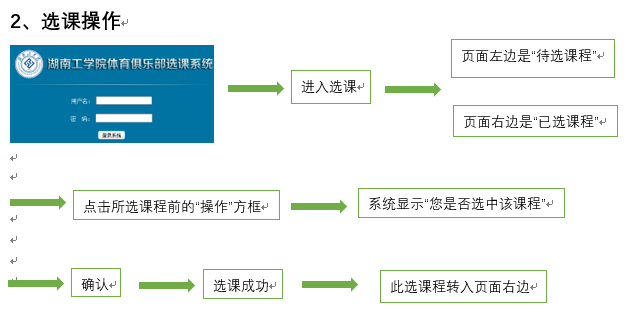 2、选课操作
湖南工学院体育俱乐部选课系统
用户名：
密 码：
登录系统
进入选课
页面左边是“待选课程”
页面右边是“已选课程”
点击所选课程前的“操作”方框
系统显示“您是否选中该课程”
确认
选课成功
此选课程转入页面右边